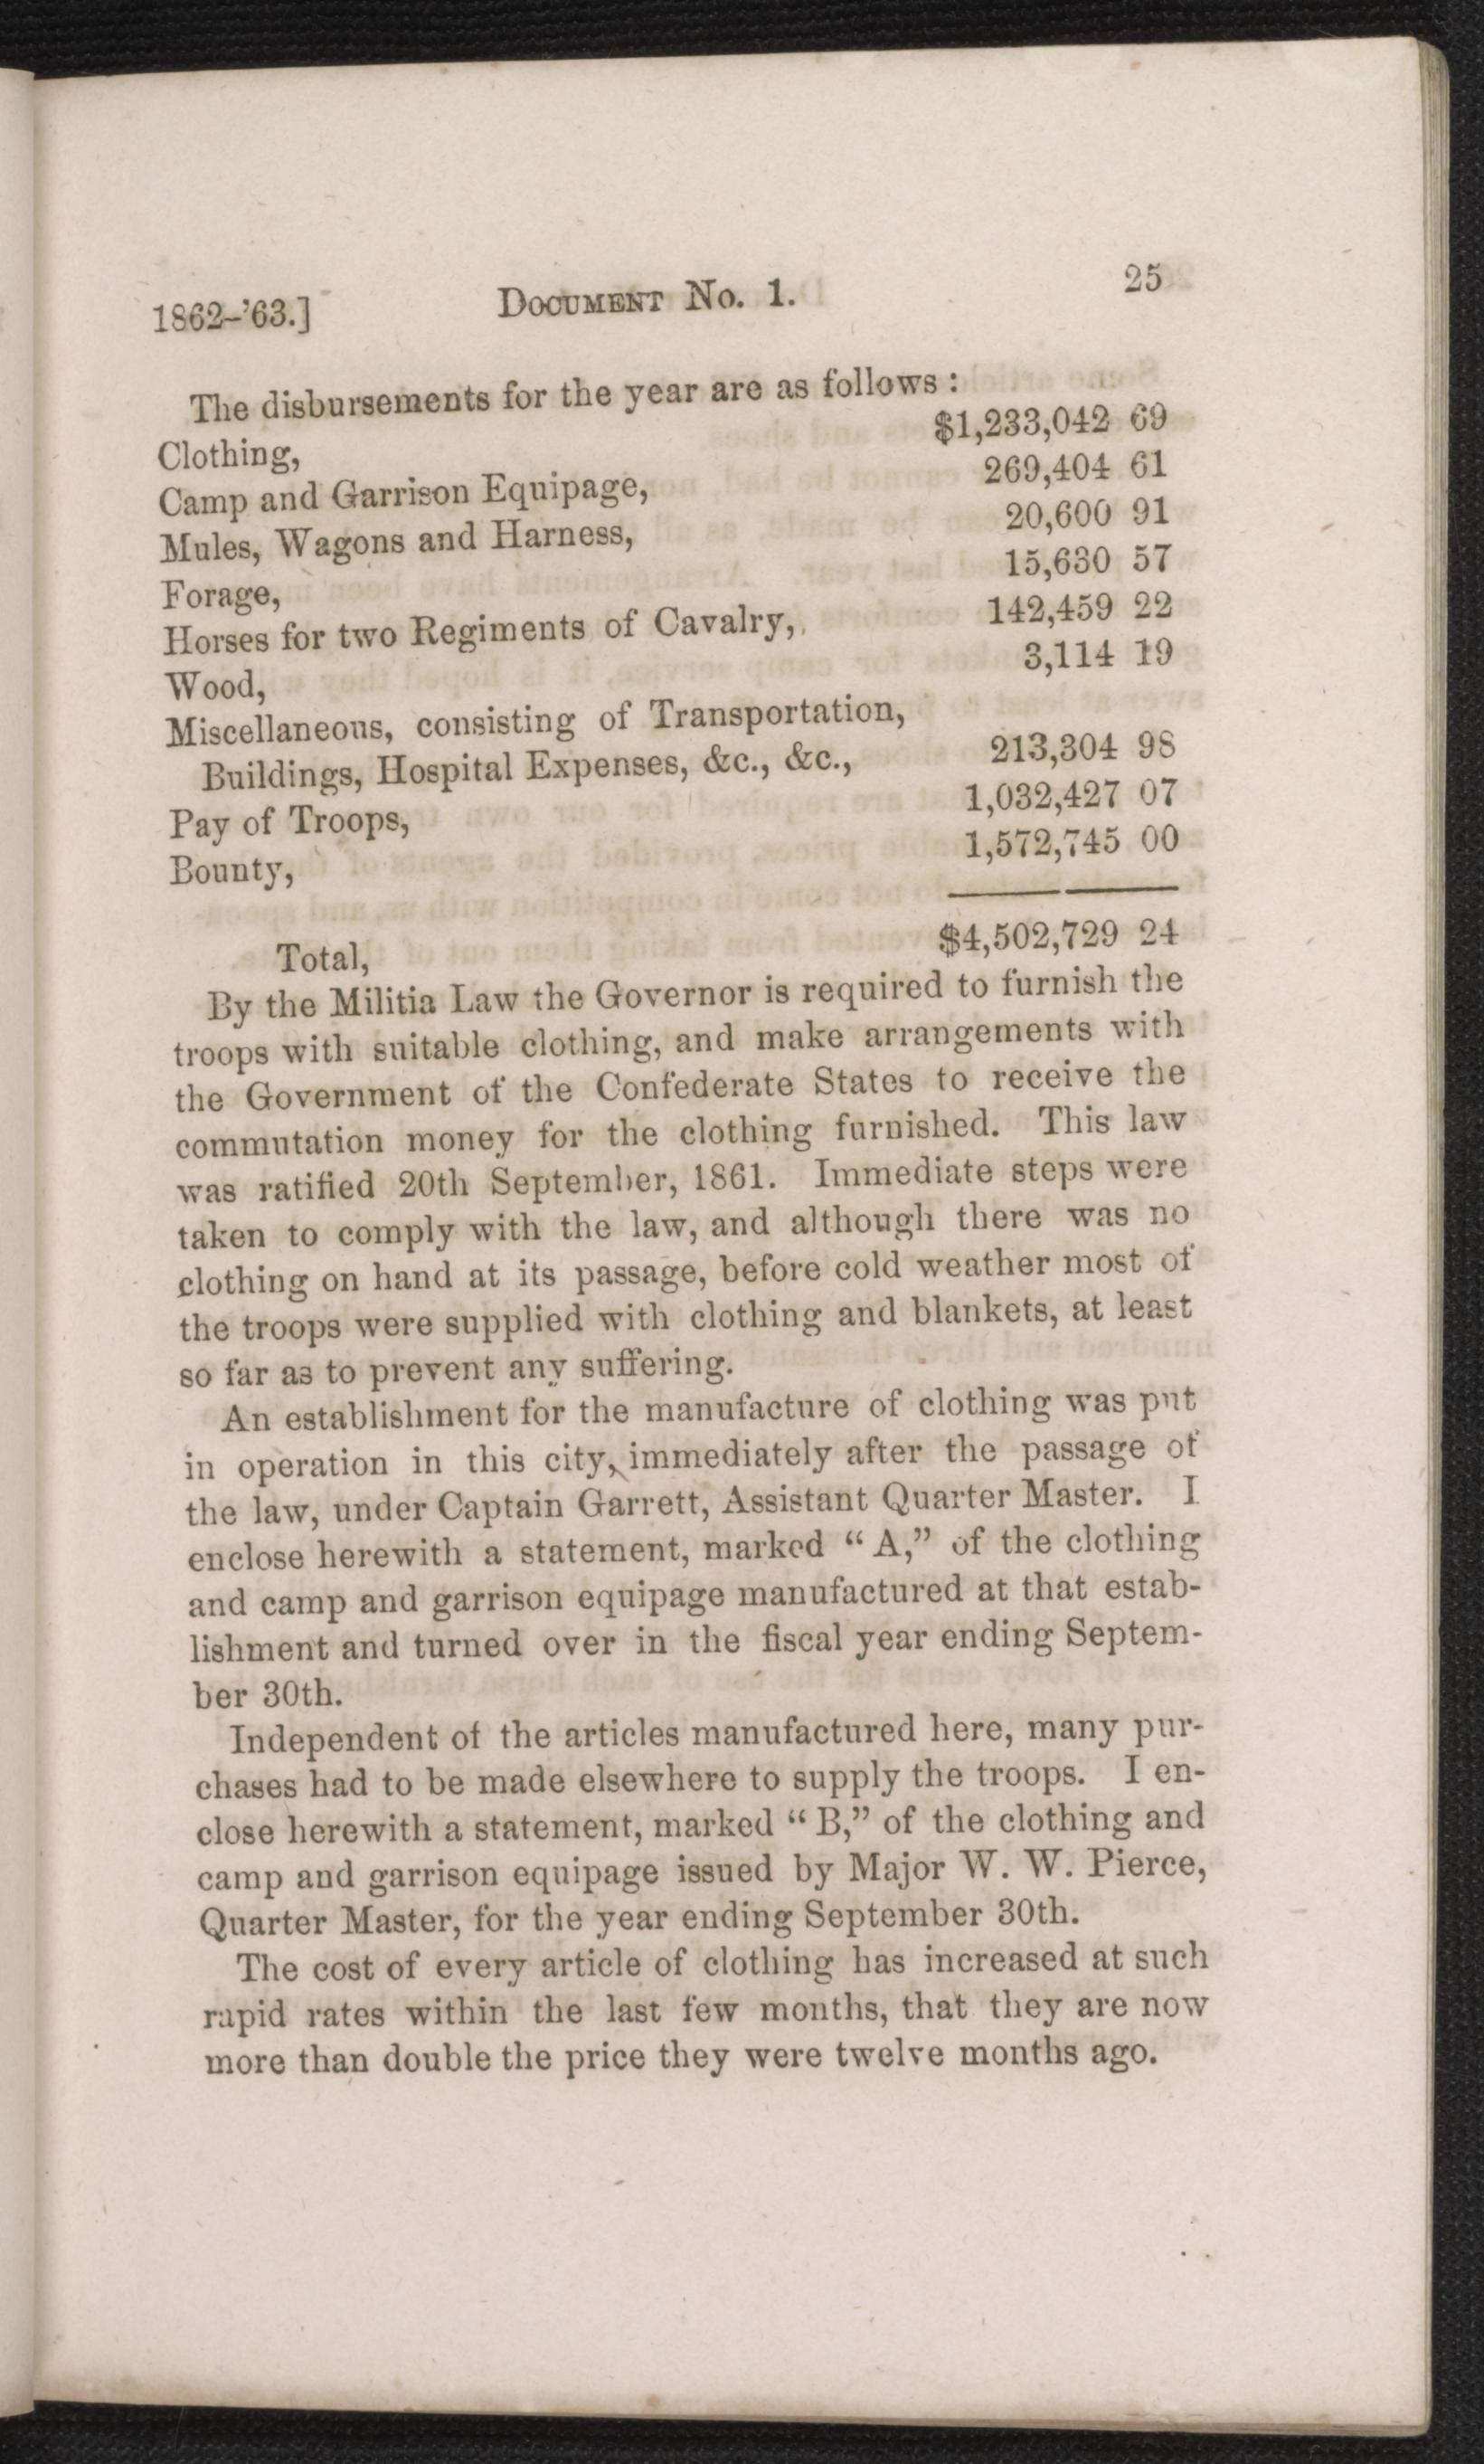 1862-'63.] DOCUMENT No. 1. 25
The disbursements for the year are as follows :
Clothing, $1,233,042 69
Camp and Garrison Equipage, 269,404 61
Mules, Wagons and Harness, 20,600 91
Forage, 15,630 57
Horses for two Regiments of Cavalry, 142,459 22
Wood, 3,114 19
Miscellaneous, consisting of Transportation,
Buildings, Hospital Expenses, &c., &c., 213,304 98
Pay of Troops, 1,032,427 07
Bounty, 1,572,745 00
Total, $4,502,729 24
By the Militia Law the Governor is required to furnish the
troops with suitable clothing, and make arrangements with
the Government of the Confederate States to receive the
commutation money for the clothing furnished. This law
was ratified 20th September, 1861. Immediate steps were
taken to comply with the law, and although there was no
clothing on hand at its passage, before cold weather most of
the troops were supplied with clothing and blankets, at least
so far as to prevent any suffering.
An establishment for the manufacture of clothing was put
in operation in this city, immediately after the passage of
the law, under Captain Garrett, Assistant Quarter Master. I
enclose herewith a statement, marked “ A,” of the clothing
and camp and garrison equipage manufactured at that estab-
lishment and turned over in the fiscal year ending Septem-
ber 30th.
Independent of the articles manufactured here, many pur-
chases had to be made elsewhere to supply the troops. I en-
close herewith a statement, marked “ B,” of the clothing and
camp and garrison equipage issued by Major W. W. Pierce,
Quarter Master, for the year ending September 30th.
The cost of every article of clothing has increased at such
rapid rates within the last few months, that they are now
more than double the price they were twelve months ago.